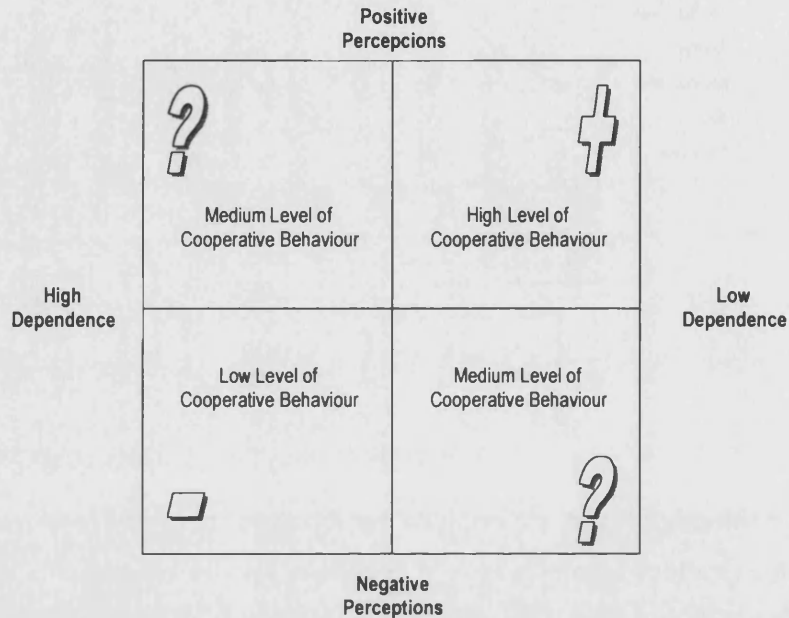 Positive
Percepcions
?
Medium Level of
Cooperative Behaviour
High Level of
Cooperative Behaviour
High
Dependence
Low
Dependence
Low Level of
Cooperative Behaviour
Medium Level of
Cooperative Behaviour
?
Negative
Perceptions